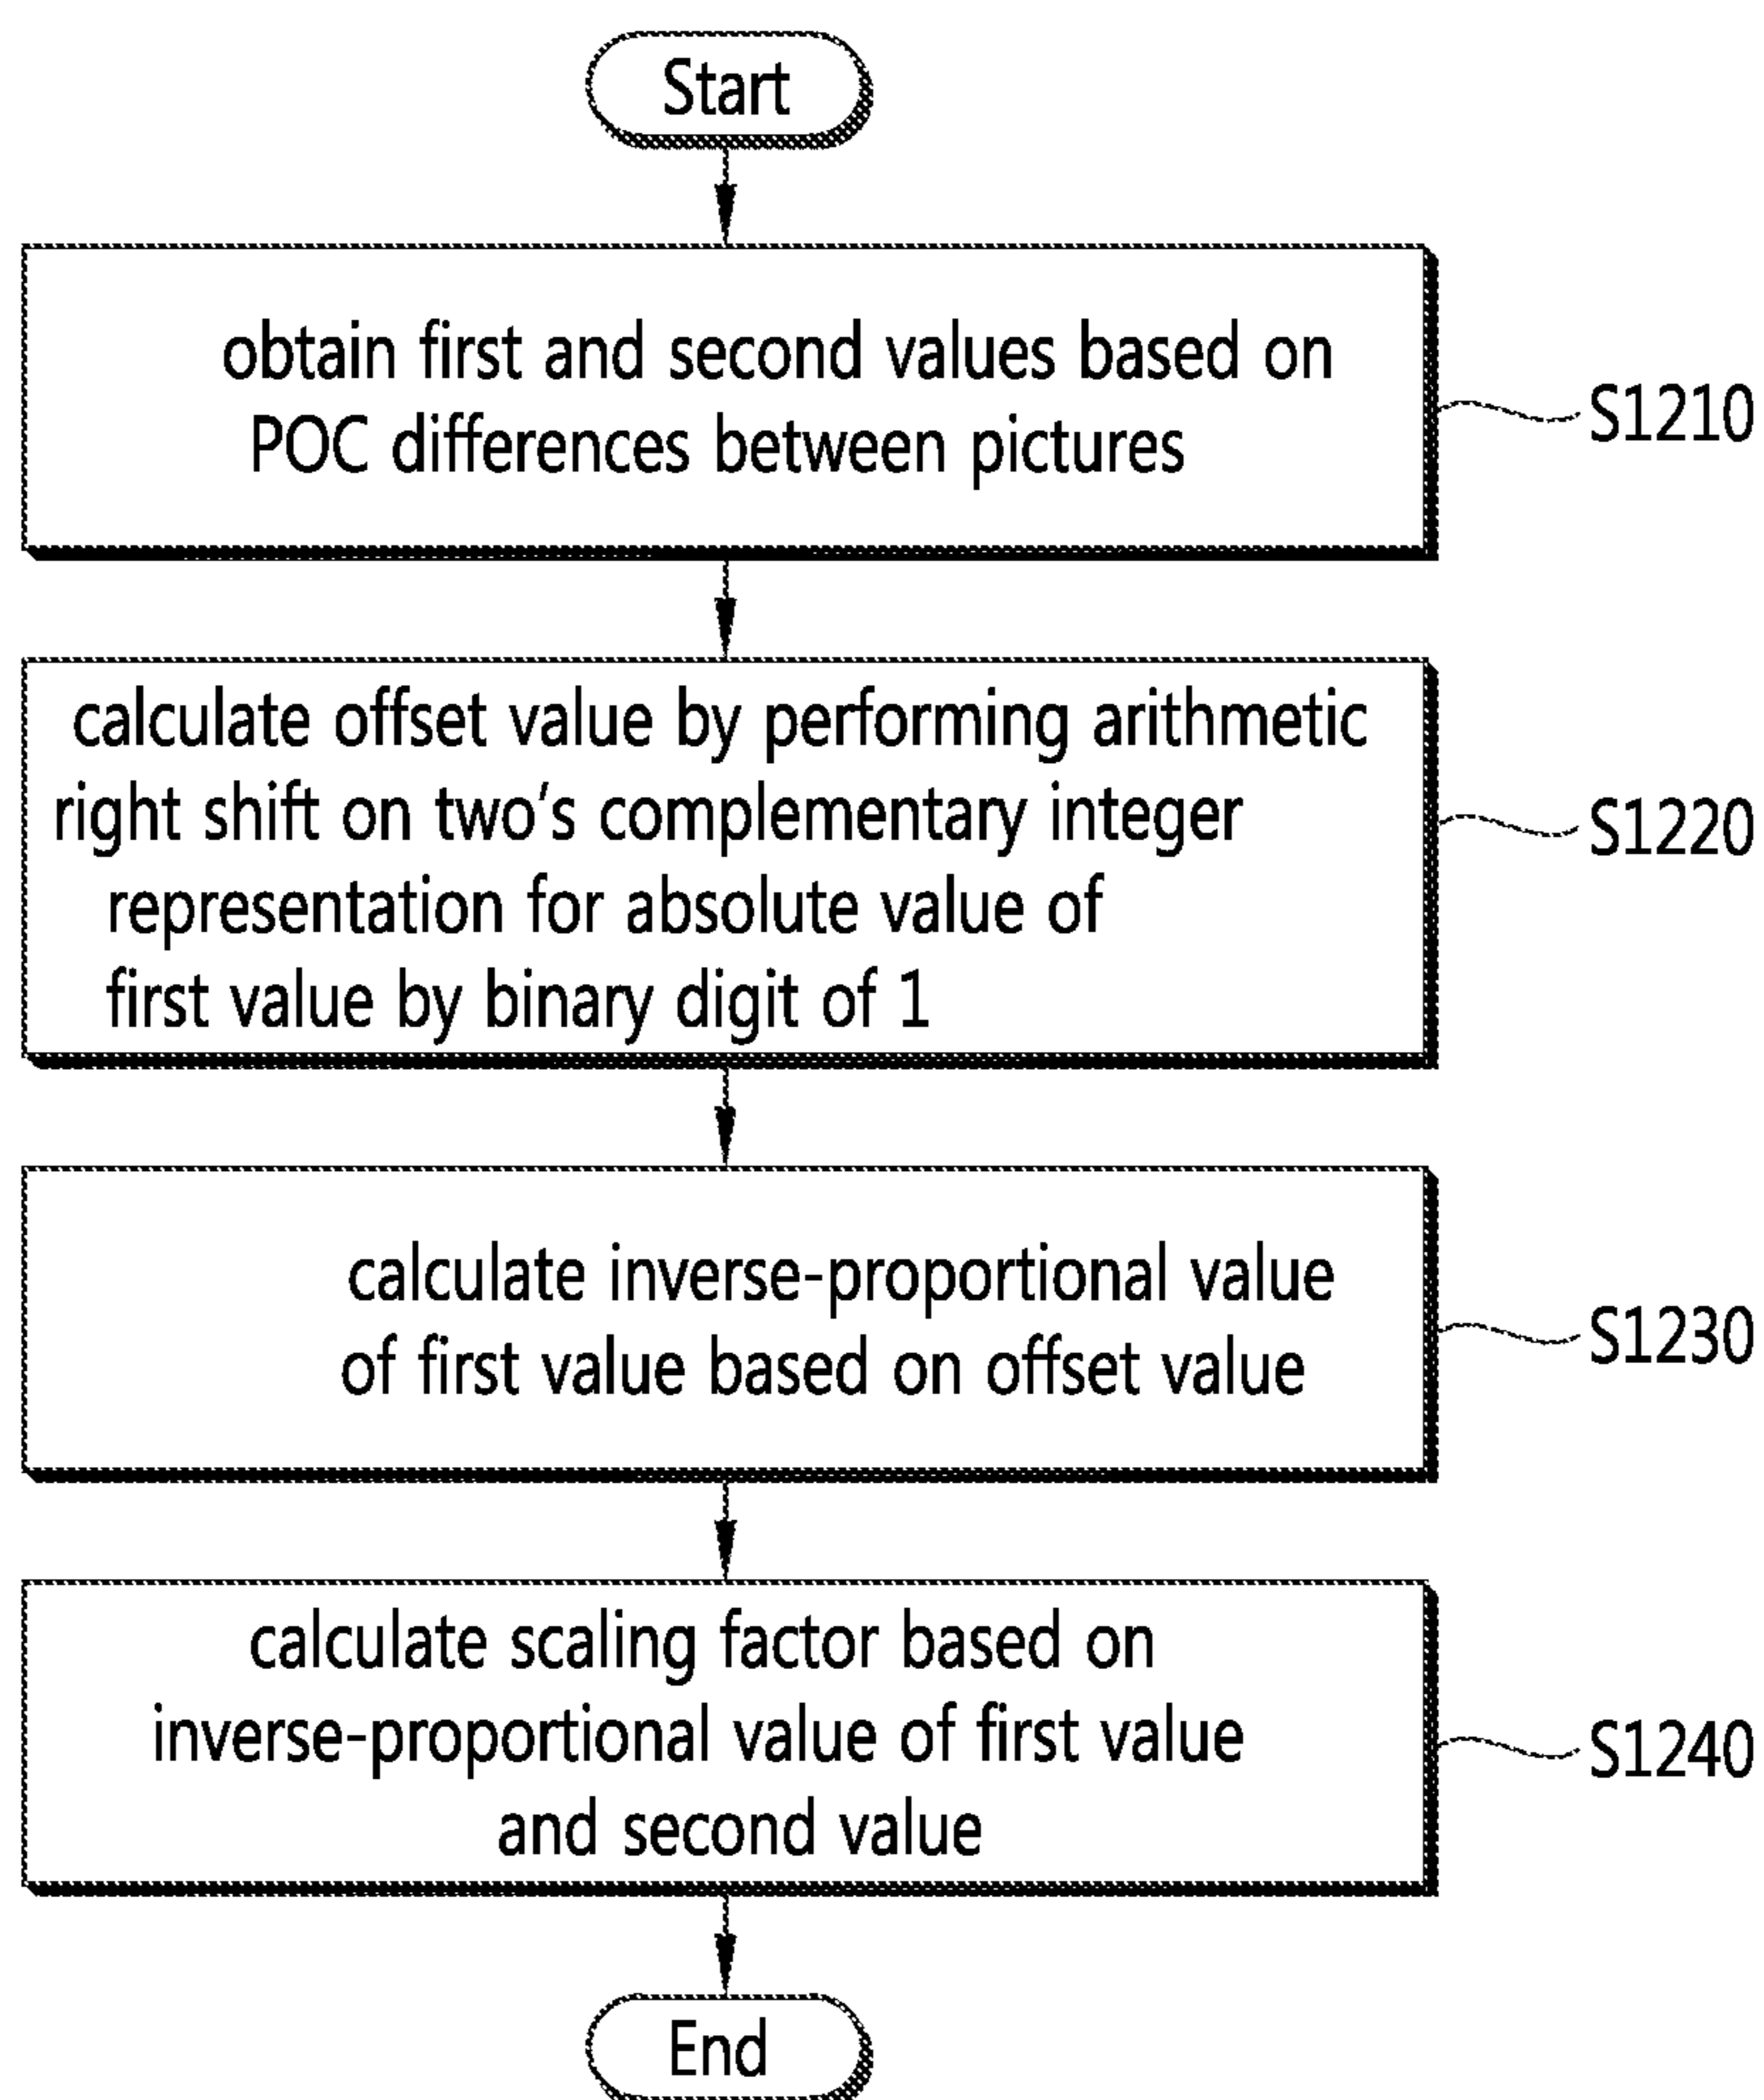 Start
obtain first and second values based on
POC differences between pictures
S1210
calculate offset value by performing arithmetic
right shift on two's complementary integer
representation for absolute value of
first value by binary digit of 1
S1220
calculate inverse-proportional value
of first value based on offset value
S1230
calculate scaling factor based on
inverse-proportional value of first value
and second value
S1240
End